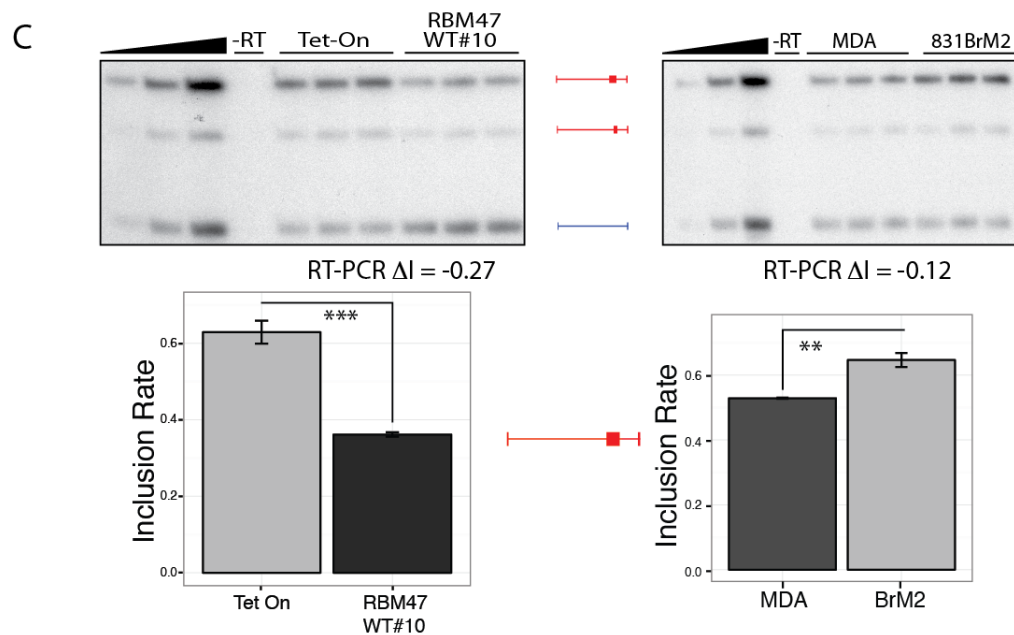 C
-RT
Tet-On
RBM47
WT#10
-RT
MDA
831BrM2
RT-PCR ΔI = -0.27
RT-PCR ΔI = -0.12
Inclusion Rate
0.6
0.4
0.2
0.0
***
Tet On
RBM47
WT#10
Inclusion Rate
0.6
0.4
0.2
0.0
**
MDA
BrM2